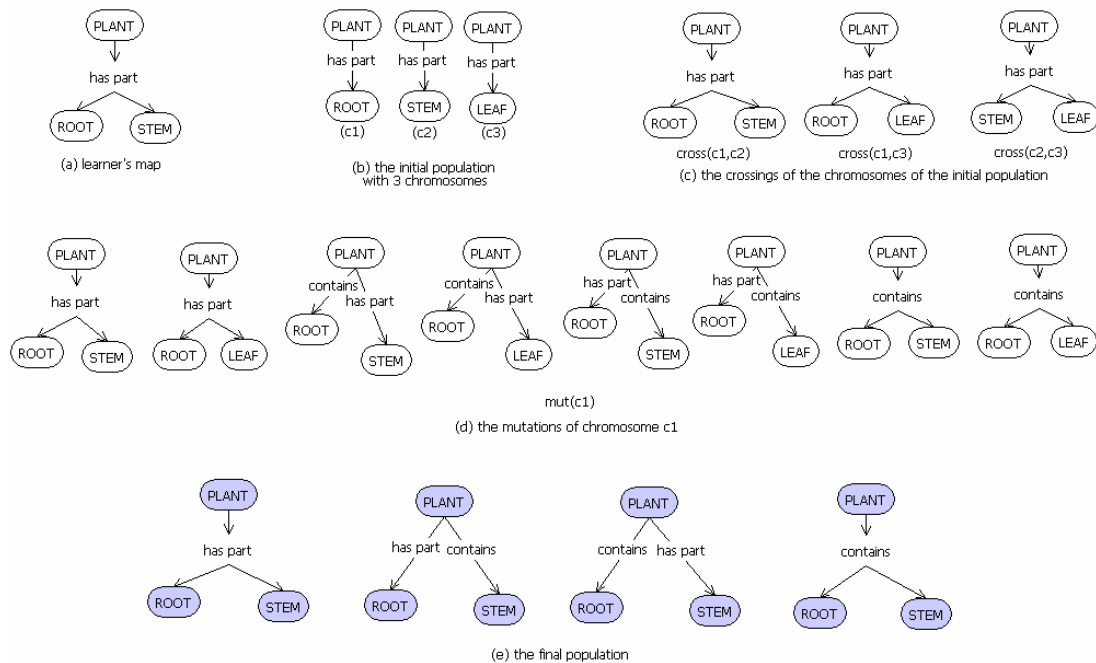 PLANT
has part
ROOT STEM
(a) learner's map
PLANT PLANT PLANT
has part has part has part
ROOT STEM LEAF
(c1) (c2) (c3)
(b) the initial population
with 3 chromosomes
PLANT PLANT PLANT
has part has part has part
ROOT STEM ROOT LEAF STEM LEAF
cross(c1,c2) cross(c1,c3) cross(c2,c3)
(c) the crossings of the chromosomes of the initial population
PLANT
has part
ROOT STEM
PLANT
has part
ROOT LEAF
PLANT
contains
has part
ROOT
STEM
PLANT
contains
has part
ROOT
LEAF
PLANT
has part
contains
ROOT
STEM
PLANT
has part
contains
ROOT
LEAF
PLANT
contains
ROOT STEM
PLANT
contains
ROOT LEAF
mut(c1)
(d) the mutations of chromosome c1
PLANT
has part
ROOT STEM
PLANT
has part contains
ROOT STEM
PLANT
contains has part
ROOT STEM
PLANT
contains
ROOT STEM
(e) the final population